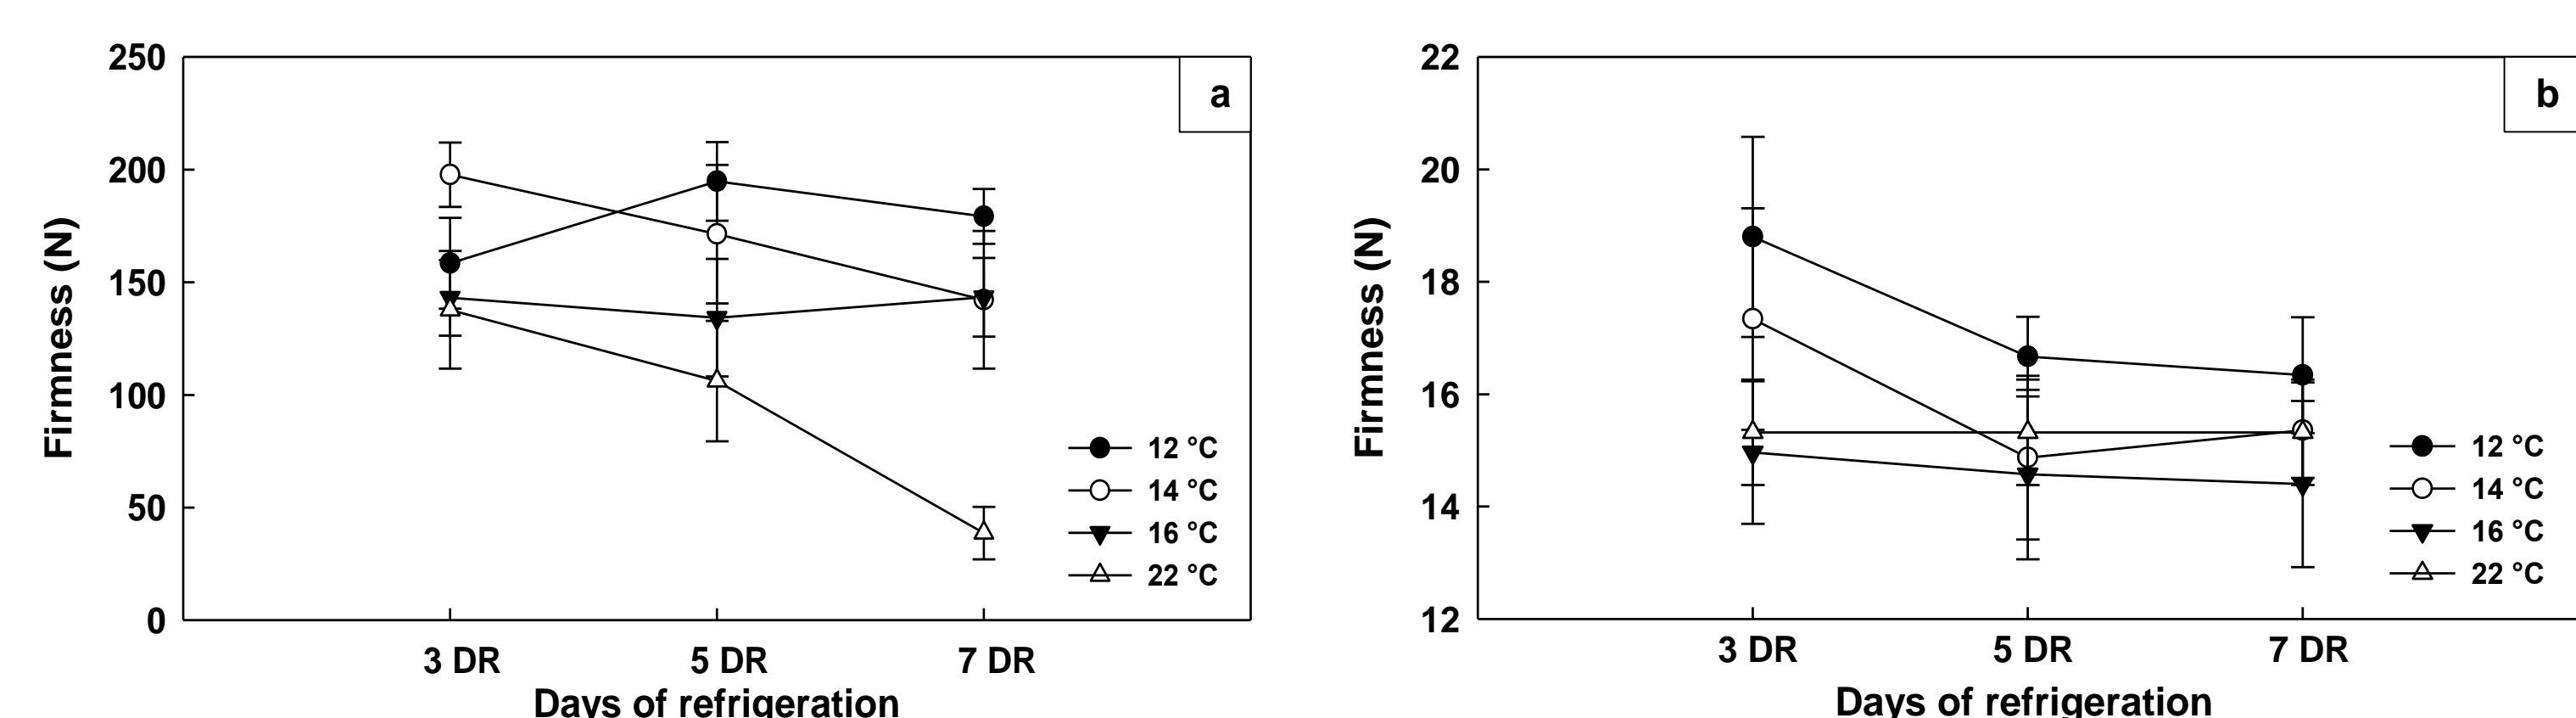 a
Firmness (N)
250
200
150
100
50
0
12 °C
14 °C
16 °C
22 °C
3 DR 5 DR 7 DR
Days of refrigeration
b
Firmness (N)
22
20
18
16
14
12
12 °C
14 °C
16 °C
22 °C
3 DR 5 DR 7 DR
Days of refrigeration